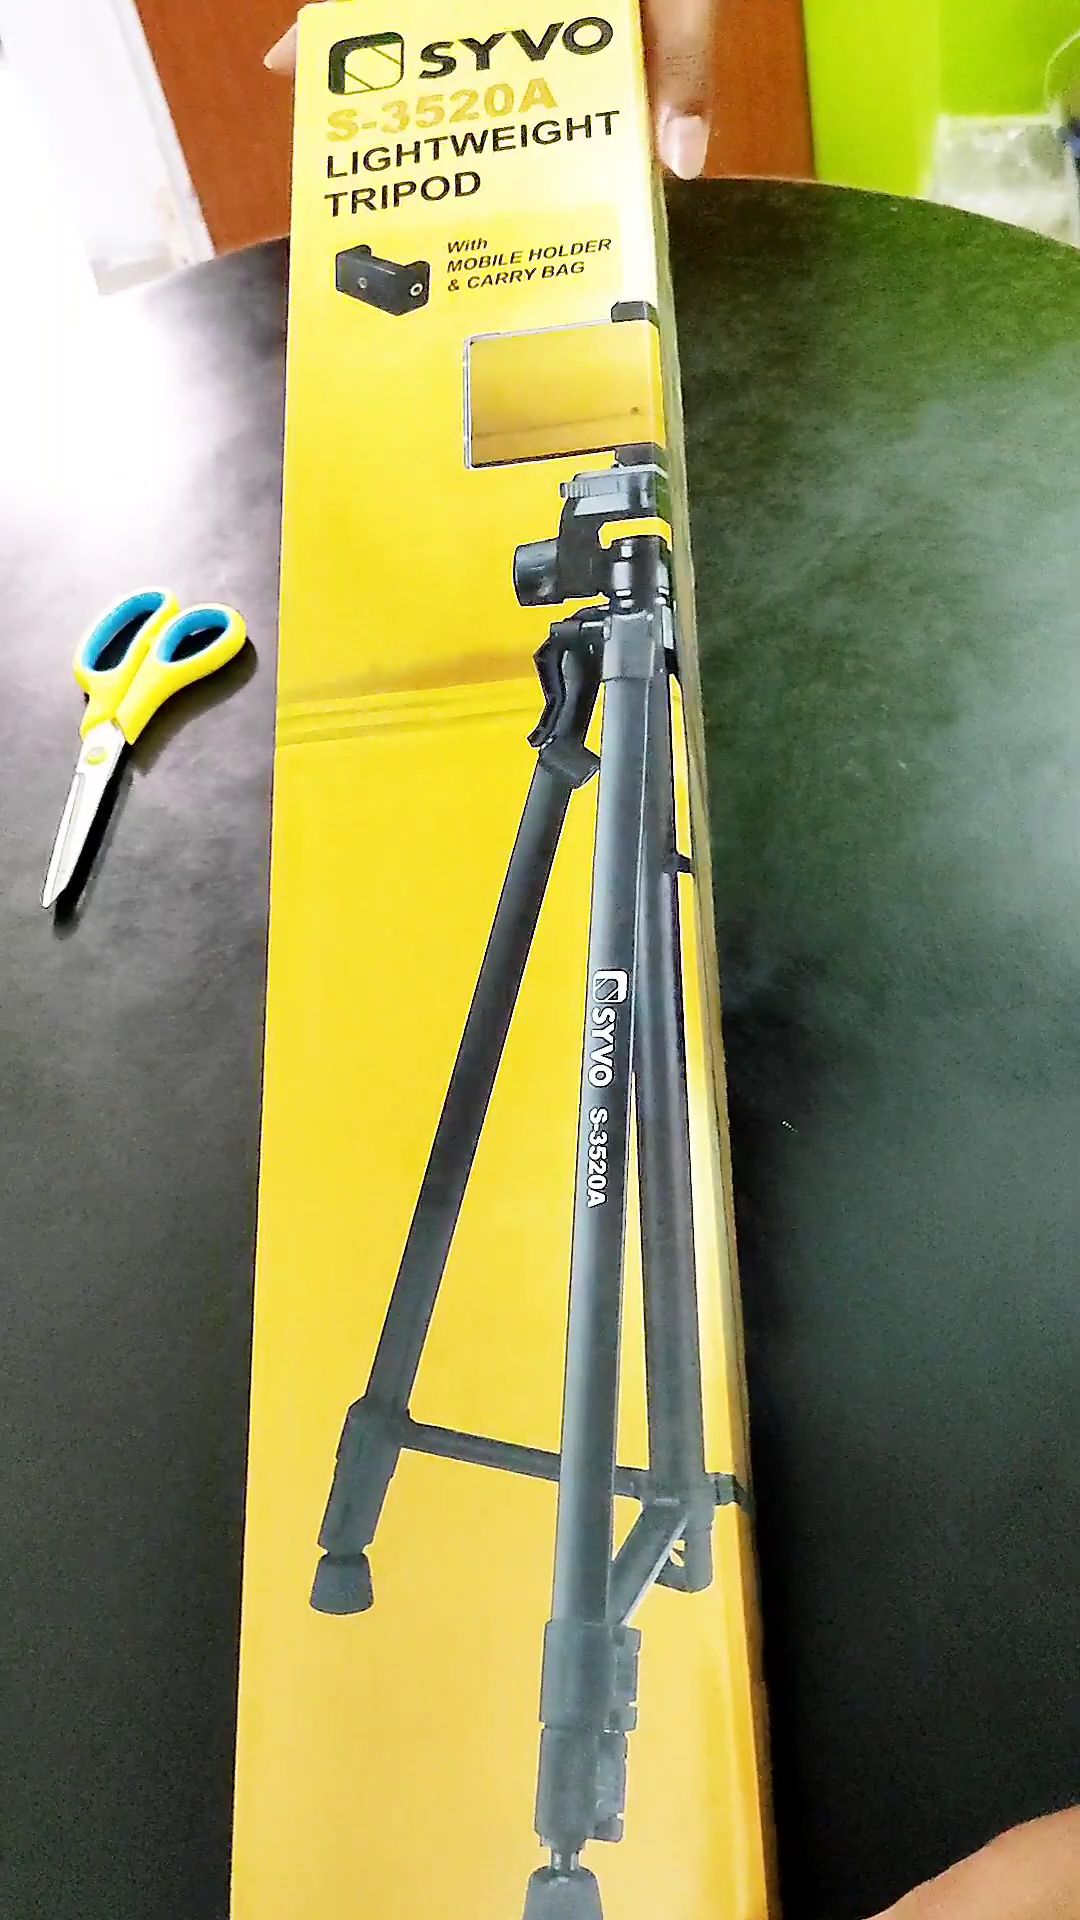 SYVO
S-3520A
LIGHTWEIGHT
TRIPOD
With
MOBILE HOLDER
& CARRY BAG
SYVO S-3520A